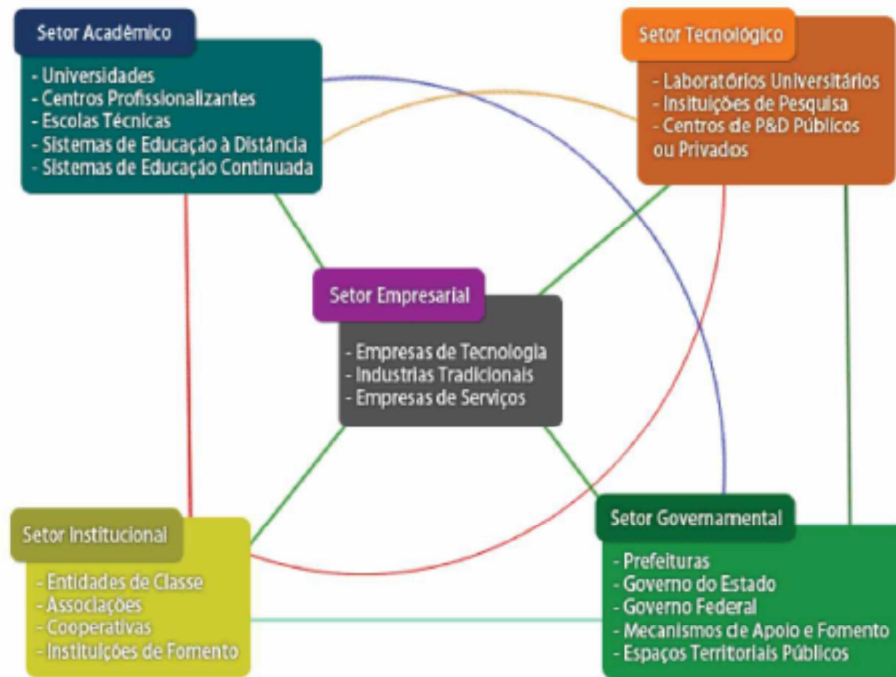 Setor Acadêmico
- Universidades
- Centros Profissionalizantes
- Escolas Técnicas
- Sistemas de Educação à Distância
- Sistemas de Educação Continuada
Setor Tecnológico
- Laboratórios Universitários
- Insituições de Pesquisa
- Centros de P&D Públicos
ou Privados
Setor Empresarial
- Empresas de Tecnologia
- Industrias Tradicionais
- Empresas de Serviços
Setor Institucional
- Entidades de Classe
- Associações
- Cooperativas
- Instituições de Fomento
Setor Governamental
- Prefeituras
- Governo do Estado
- Governo Federal
- Mecanismos de Apoio e Fomento
- Espaços Territoriais Públicos